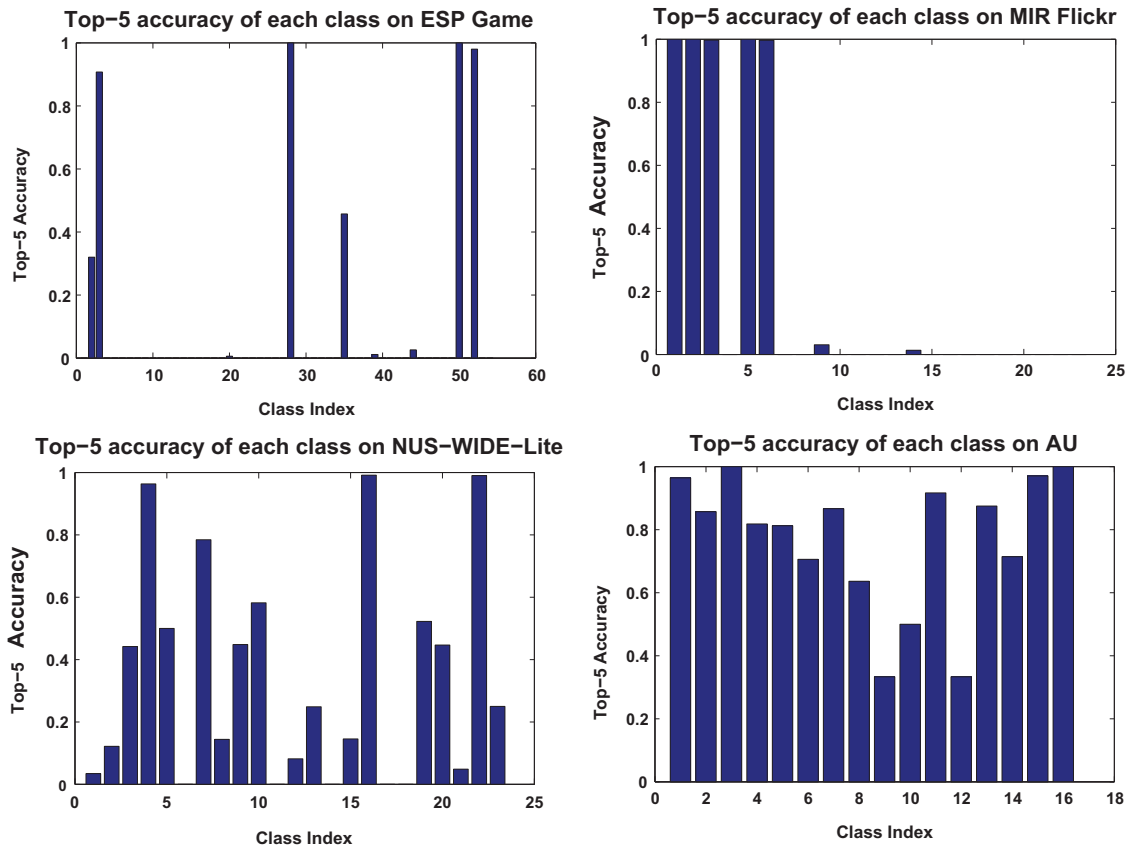 Top−5 accuracy of each class on ESP Game
1
0.8
0.6
0.4
0.2
0
Top−5 Accuracy
0 10 20 30 40 50 60
Class Index
Top−5 accuracy of each class on MIR Flickr
1
0.8
0.6
0.4
0.2
0
Top−5 Accuracy
0 5 10 15 20 25
Class Index
Top−5 accuracy of each class on NUS−WIDE−Lite
1
0.8
0.6
0.4
0.2
0
Top−5 Accuracy
0 5 10 15 20 25
Class Index
Top−5 accuracy of each class on AU
1
0.8
0.6
0.4
0.2
0
Top−5 Accuracy
0 2 4 6 8 10 12 14 16 18
Class Index